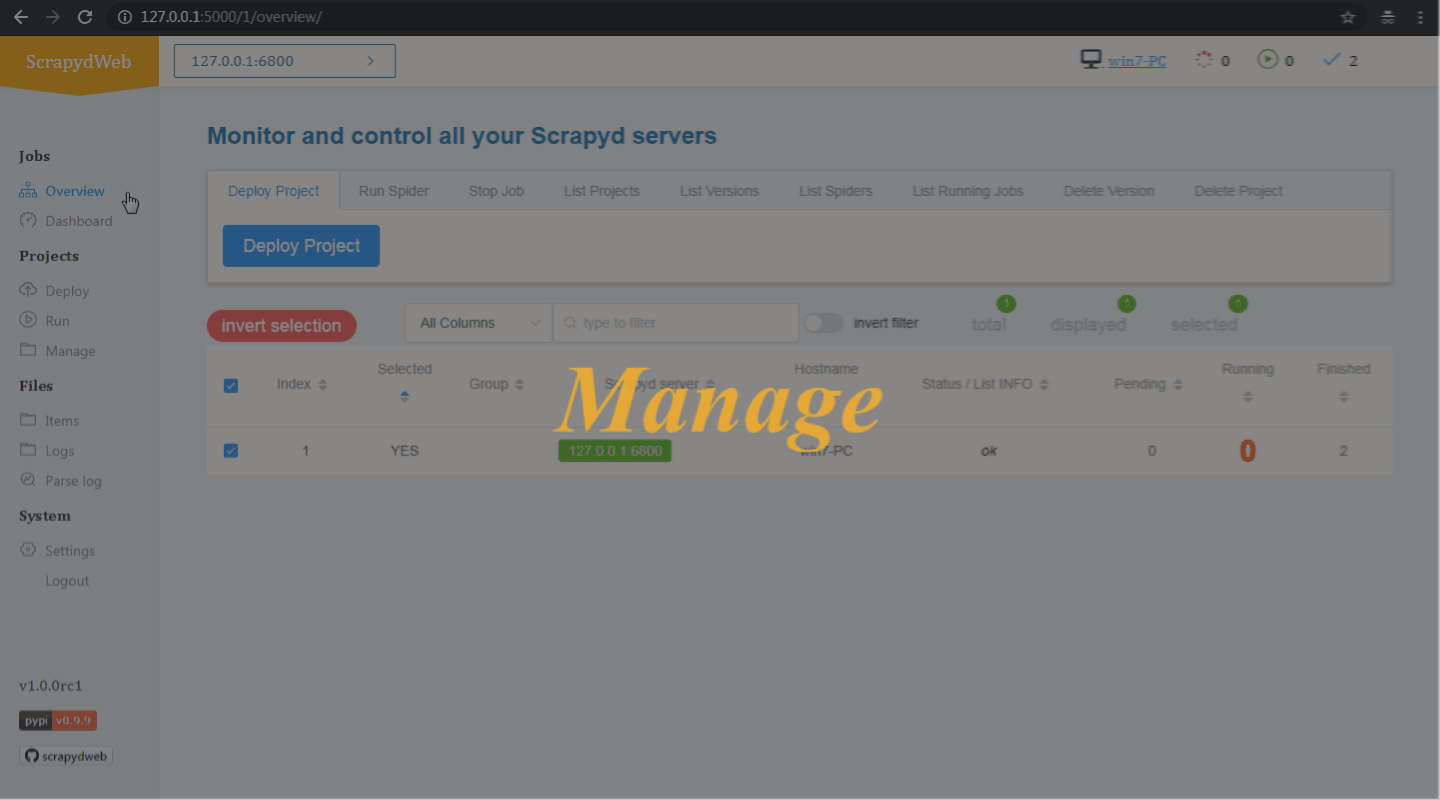 127.0.0.1:5000/1/overview/
ScrapydWeb
127.0.0.1:6800
win7-PC 0 0 2
Jobs
Overview
Dashboard
Projects
Deploy
Run
Manage
Files
Items
Logs
Parse log
System
Settings
Logout
v1.0.0rc1
pypi v0.9.9
scrapydweb
Monitor and control all your Scrapyd servers
Deploy Project Run Spider Stop Job List Projects List Versions List Spiders List Running Jobs Delete Version Delete Project
Deploy Project
invert selection All Columns type to filter invert filter total displayed selected
Index Selected Group Scrapyd server Hostname Status / List INFO Pending Running Finished
1 YES 127.0.0.1:6800 win7-PC ok 0 0 2
Manage